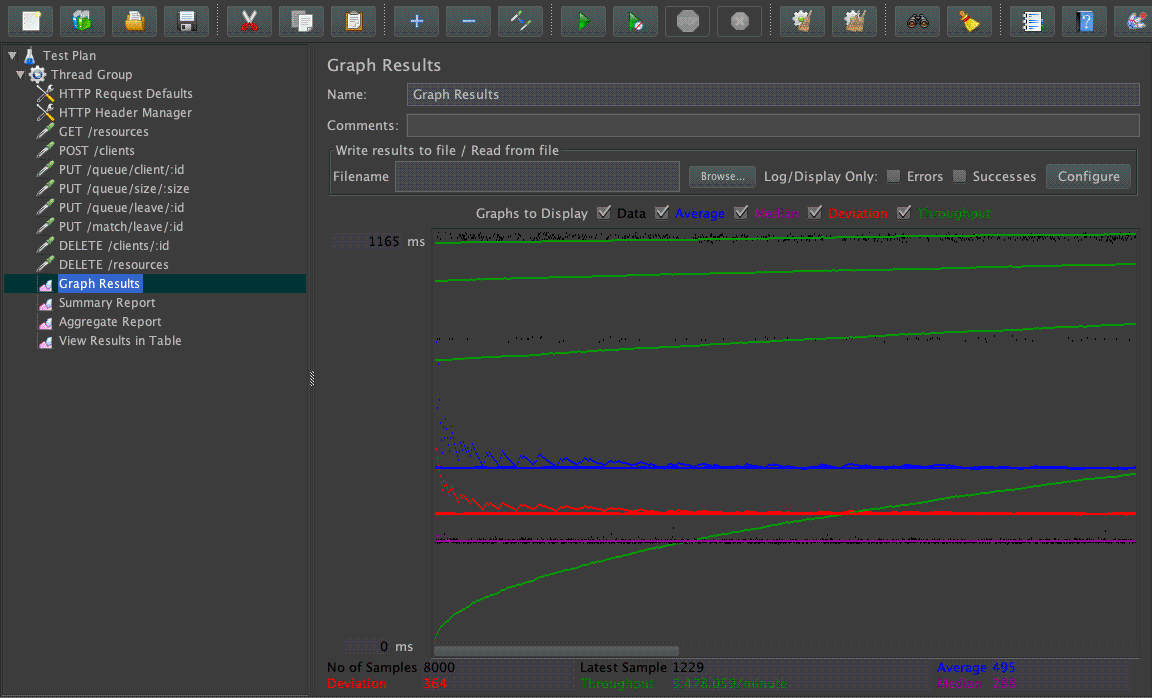 Test Plan
Thread Group
HTTP Request Defaults
HTTP Header Manager
GET /resources
POST /clients
PUT /queue/client/:id
PUT /queue/size/:size
PUT /queue/leave/:id
PUT /match/leave/:id
DELETE /clients/:id
DELETE /resources
Graph Results
Summary Report
Aggregate Report
View Results in Table
Graph Results
Name: Graph Results
Comments:
Write results to file / Read from file
Filename Browse... Log/Display Only: Errors Successes Configure
Graphs to Display Data Average Median Deviation Throughput
1165 ms
0 ms
No of Samples 8000 Latest Sample 1229 Average 495
Deviation 364 Throughput Median